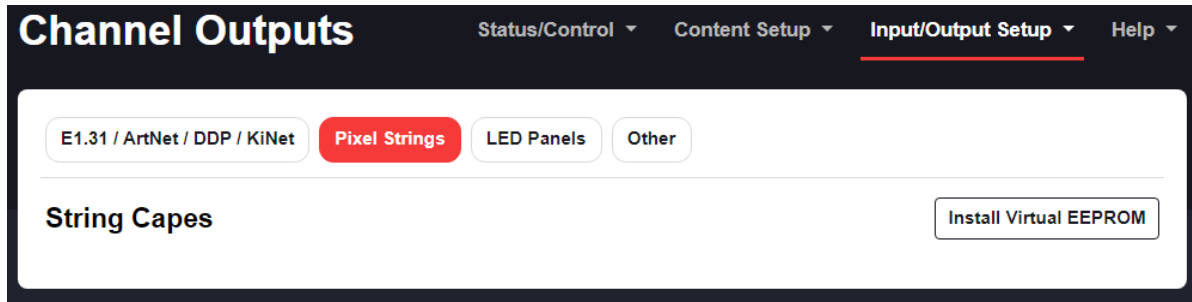 Channel Outputs Status/Control Content Setup Input/Output Setup Help
E1.31 / ArtNet / DDP / KiNet Pixel Strings LED Panels Other
String Capes Install Virtual EEPROM